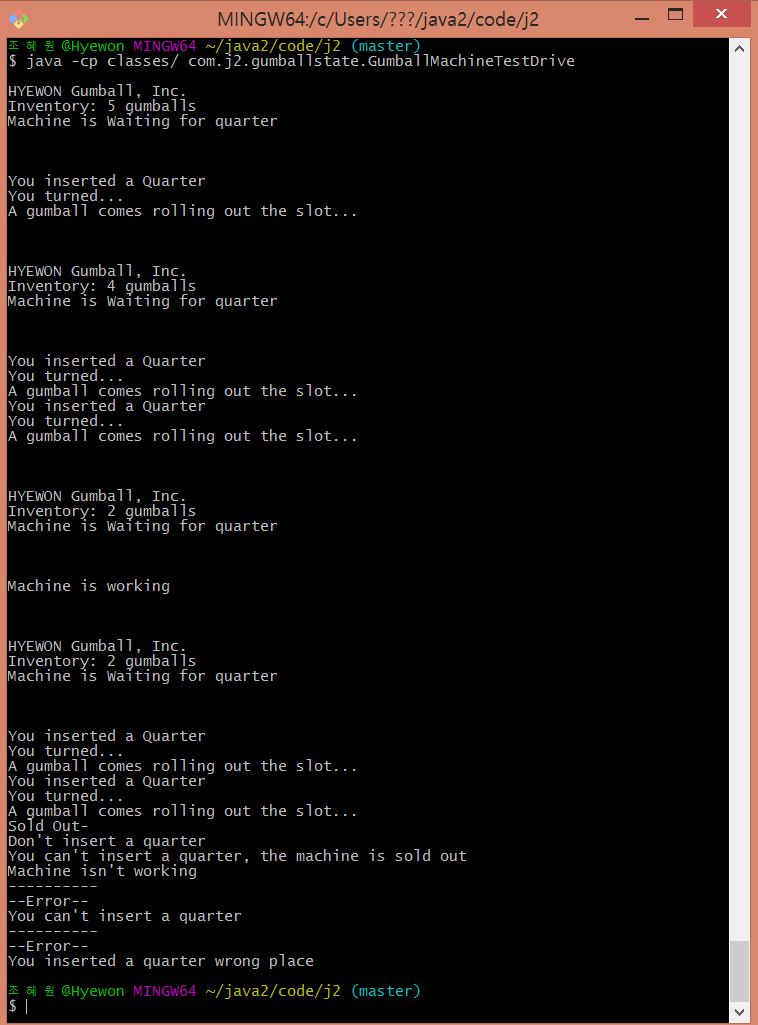 MINGW64:/c/Users/???/java2/code/j2
조 혜 원 @Hyewon MINGW64 ~/java2/code/j2 (master)
$ java -cp classes/ com.j2.gumballstate.GumballMachineTestDrive
HYEWON Gumball, Inc.
Inventory: 5 gumballs
Machine is Waiting for quarter
You inserted a Quarter
You turned...
A gumball comes rolling out the slot...
HYEWON Gumball, Inc.
Inventory: 4 gumballs
Machine is Waiting for quarter
You inserted a Quarter
You turned...
A gumball comes rolling out the slot...
You inserted a Quarter
You turned...
A gumball comes rolling out the slot...
HYEWON Gumball, Inc.
Inventory: 2 gumballs
Machine is Waiting for quarter
Machine is working
HYEWON Gumball, Inc.
Inventory: 2 gumballs
Machine is Waiting for quarter
You inserted a Quarter
You turned...
A gumball comes rolling out the slot...
You inserted a Quarter
You turned...
A gumball comes rolling out the slot...
Sold Out-
Don't insert a quarter
You can't insert a quarter, the machine is sold out
Machine isn't working
----------
--Error--
You can't insert a quarter
----------
--Error--
You inserted a quarter wrong place
조 혜 원 @Hyewon MINGW64 ~/java2/code/j2 (master)
$